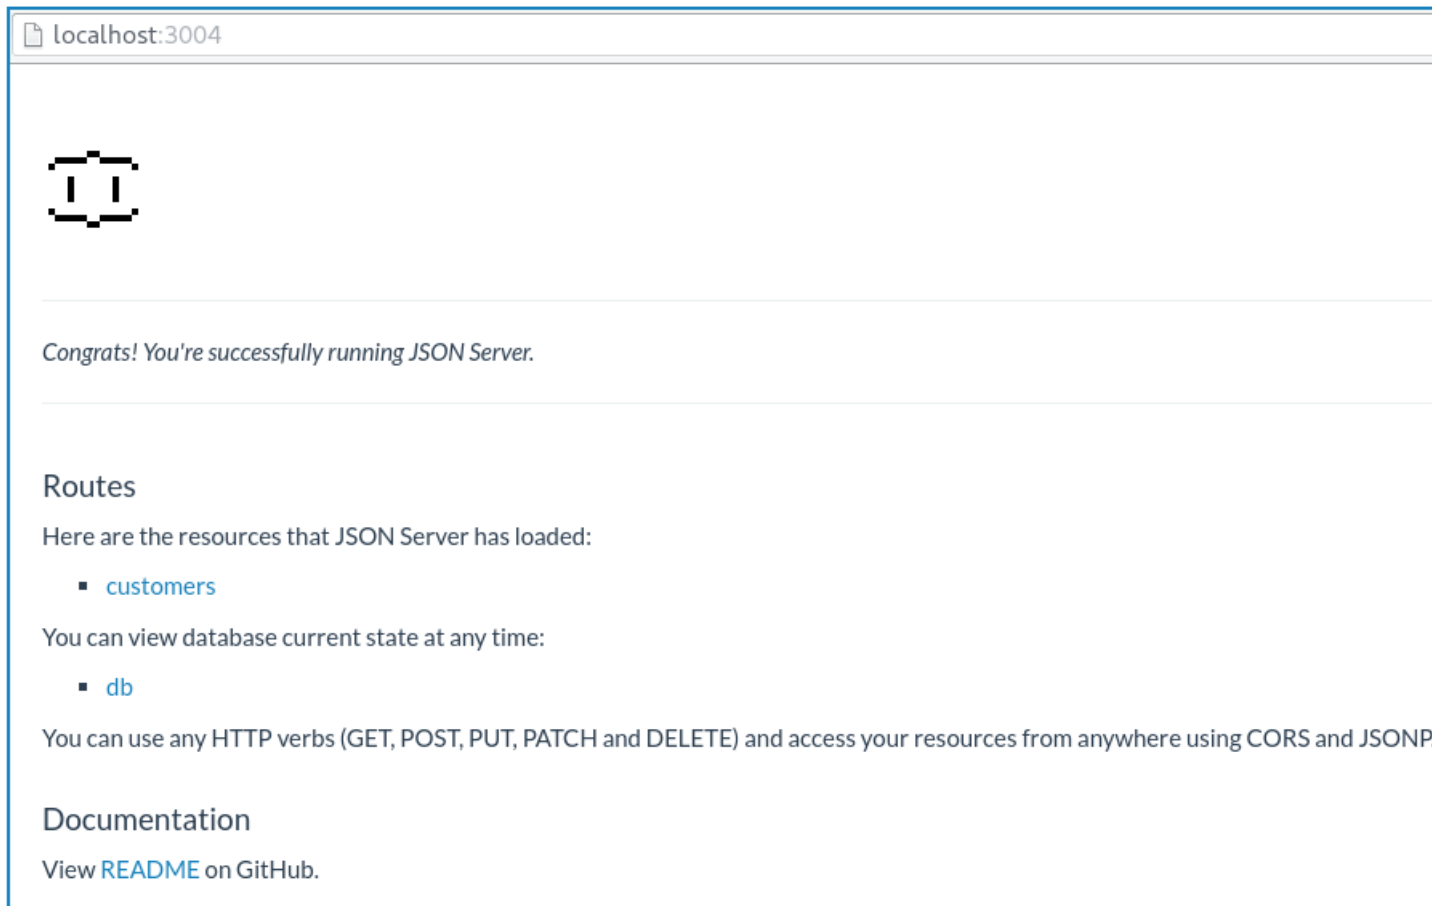 localhost:3004
Congrats! You're successfully running JSON Server.
Routes
Here are the resources that JSON Server has loaded:
customers
You can view database current state at any time:
db
You can use any HTTP verbs (GET, POST, PUT, PATCH and DELETE) and access your resources from anywhere using CORS and JSONP.
Documentation
View README on GitHub.